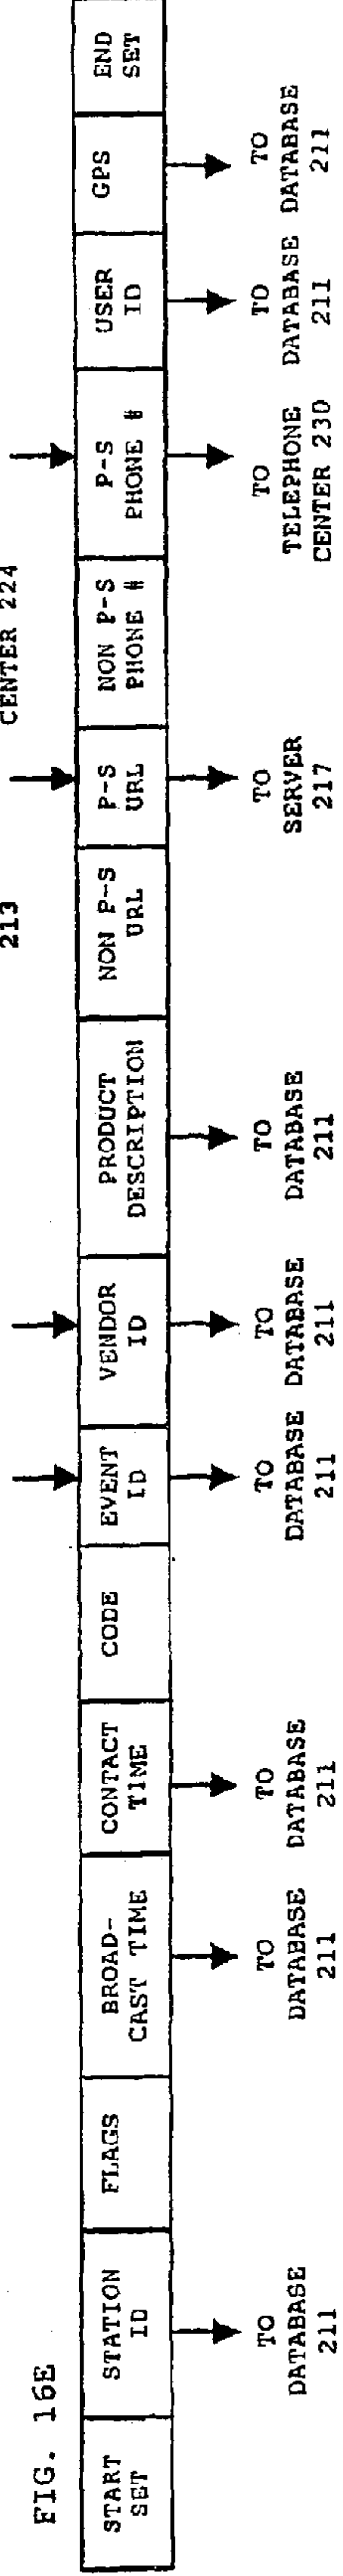 213
CENTER 224
FIG. 16E
START
SET
STATION
ID
FLAGS
BROAD-
CAST TIME
CONTACT
TIME
CODE
EVENT
ID
VENDOR
ID
PRODUCT
DESCRIPTION
NON P-S
URL
P-S
URL
NON P-S
PHONE #
P-S
PHONE #
USER
ID
GPS
END
SET
TO
DATABASE
211
TO
DATABASE
211
TO
DATABASE
211
TO
DATABASE
211
TO
DATABASE
211
TO
DATABASE
211
TO
SERVER
217
TO
TELEPHONE
CENTER 230
TO
DATABASE
211
TO
DATABASE
211